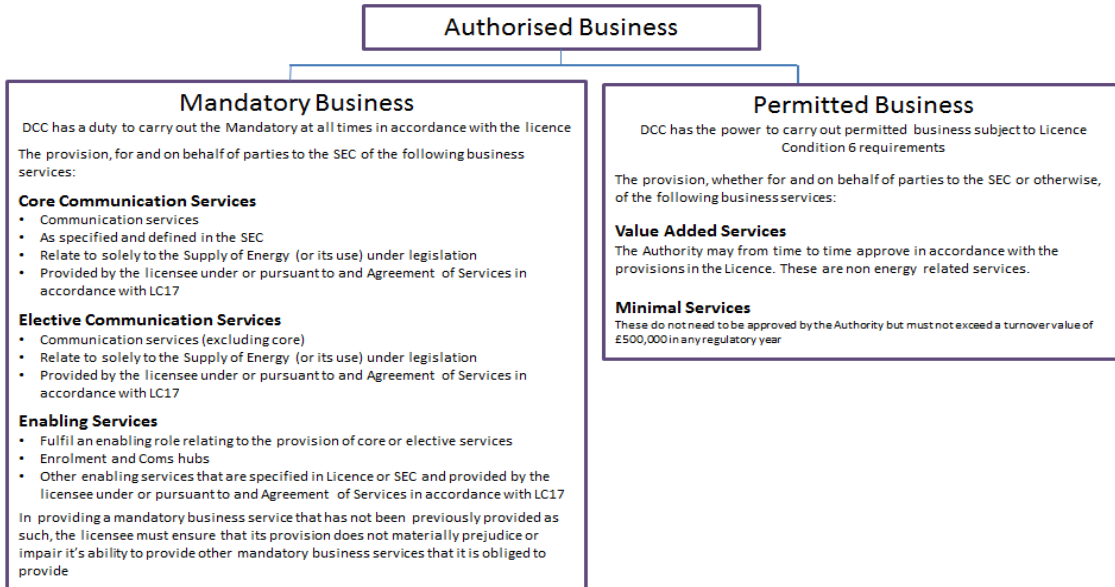 Authorised Business
Mandatory Business
DCC has a duty to carry out the Mandatory at all times in accordance with the licence
The provision, for and on behalf of parties to the SEC of the following business
services:
Core Communication Services
• Communication services
• As specified and defined in the SEC
• Relate to solely to the Supply of Energy (or its use) under legislation
• Provided by the licensee under or pursuant to and Agreement of Services in
accordance with LC17
Elective Communication Services
• Communication services (excluding core)
• Relate to solely to the Supply of Energy (or its use) under legislation
• Provided by the licensee under or pursuant to and Agreement of Services in
accordance with LC17
Enabling Services
• Fulfil an enabling role relating to the provision of core or elective services
• Enrolment and Coms hubs
• Other enabling services that are specified in Licence or SEC and provided by the
licensee under or pursuant to and Agreement of Services in accordance with LC17
In providing a mandatory business service that has not been previously provided as
such, the licensee must ensure that its provision does not materially prejudice or
impair it's ability to provide other mandatory business services that it is obliged to
provide
Permitted Business
DCC has the power to carry out permitted business subject to Licence
Condition 6 requirements
The provision, whether for and on behalf of parties to the SEC or otherwise,
of the following business services:
Value Added Services
The Authority may from time to time approve in accordance with the
provisions in the Licence. These are non energy related services.
Minimal Services
These do not need to be approved by the Authority but must not exceed a turnover value of
£500,000 in any regulatory year